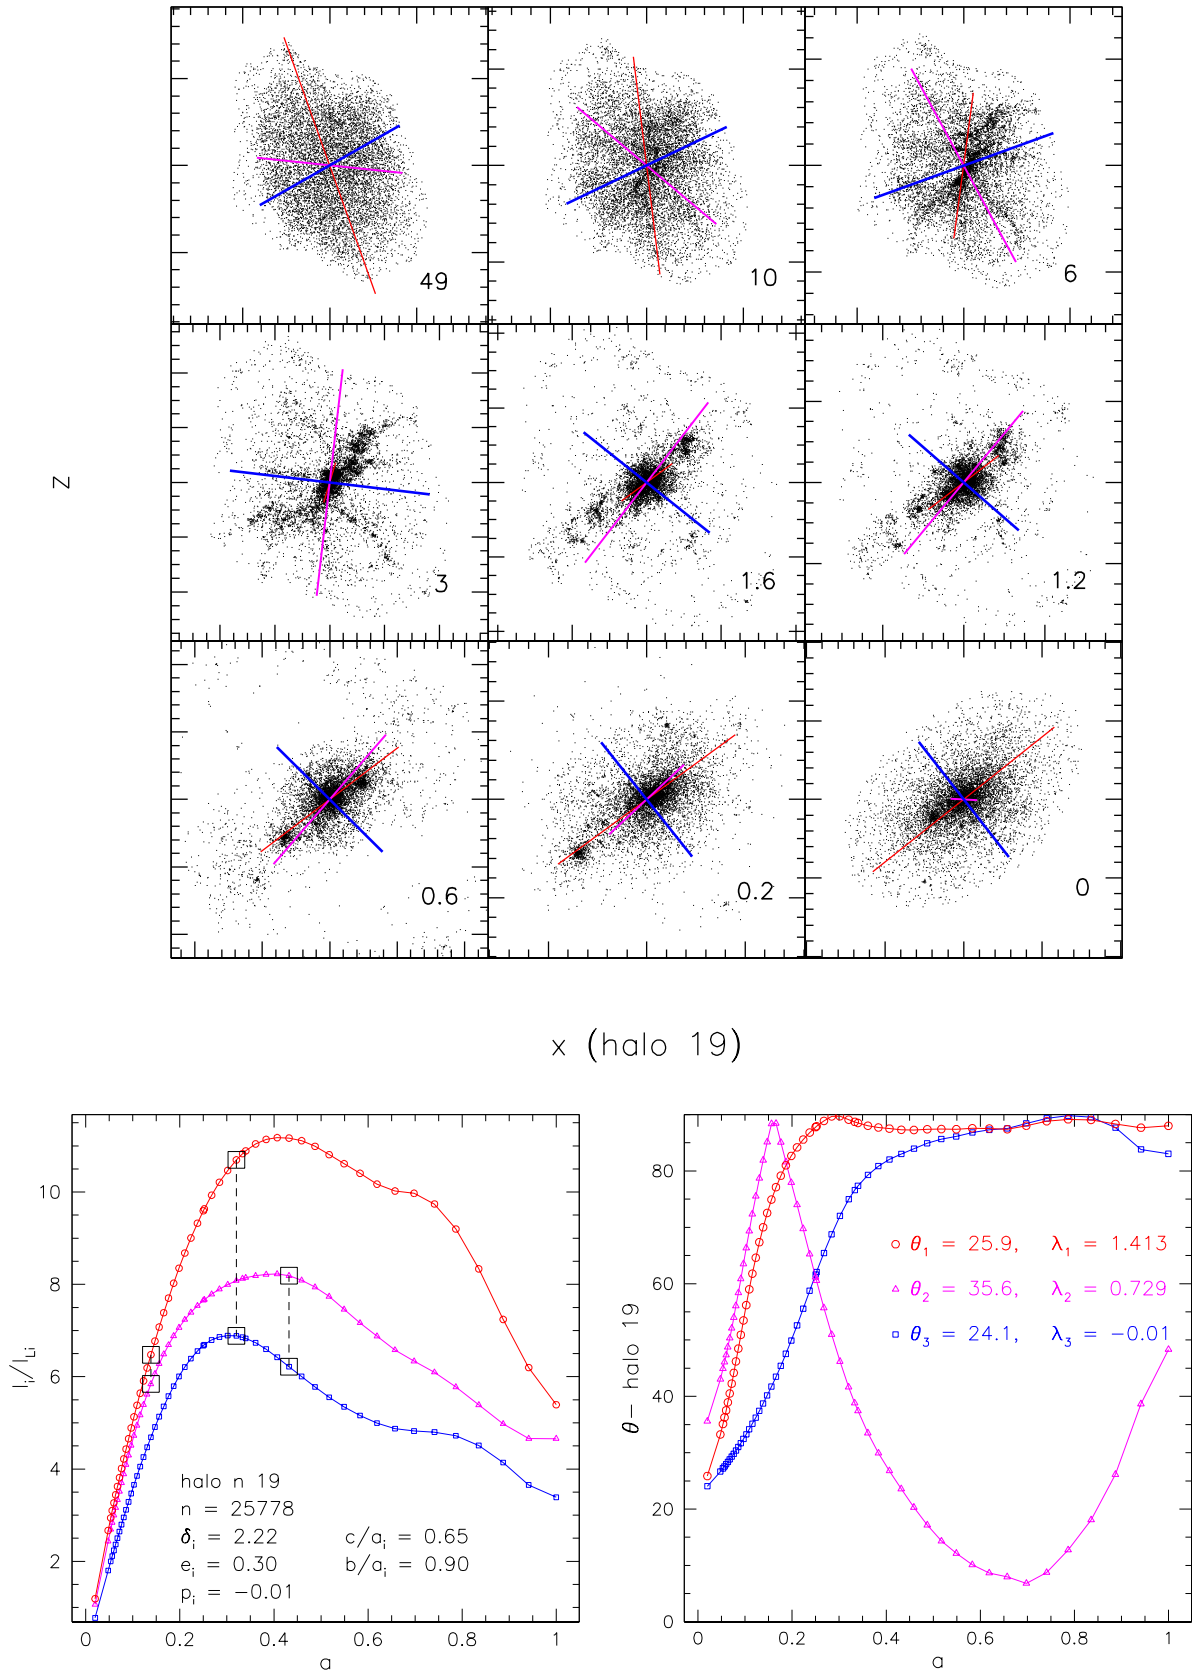 49
10
6
Z
3
1.6
1.2
0.6
0.2
0
x (halo 19)
I_i/I_Li
10
8
6
4
2
halo n 19
n = 25778
δ_i = 2.22 c/a_i = 0.65
e_i = 0.30 b/a_i = 0.90
p_i = −0.01
0 0.2 0.4 0.6 0.8 1
a
θ− halo 19
80
60
40
20
0
θ_1 = 25.9, λ_1 = 1.413
θ_2 = 35.6, λ_2 = 0.729
θ_3 = 24.1, λ_3 = −0.01
0 0.2 0.4 0.6 0.8 1
a